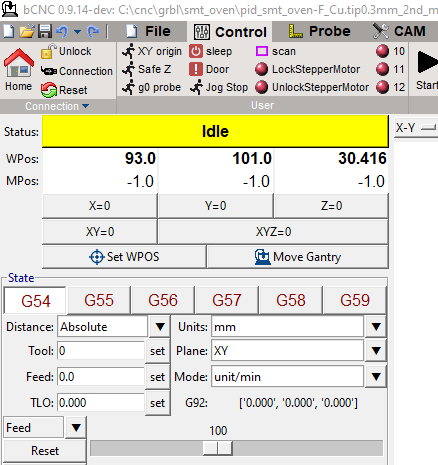 bCNC 0.9.14-dev: C:\cnc\grbl\smt_oven\pid_smt_oven-F_Cu.tip0.3mm_2nd_m
File Control Probe CAM
Unlock XY origin sleep scan 10
Connection Safe Z Door LockStepperMotor 11
Home Reset g0 probe Jog Stop UnlockStepperMotor 12 Start
Connection User
Status: Idle X-Y
WPos: 93.0 101.0 30.416
MPos: -1.0 -1.0 -1.0
X=0 Y=0 Z=0
XY=0 XYZ=0
Set WPOS Move Gantry
State
G54 G55 G56 G57 G58 G59
Distance: Absolute Units: mm
Tool: 0 set Plane: XY
Feed: 0.0 set Mode: unit/min
TLO: 0.000 set G92: ['0.000', '0.000', '0.000']
Feed 100
Reset